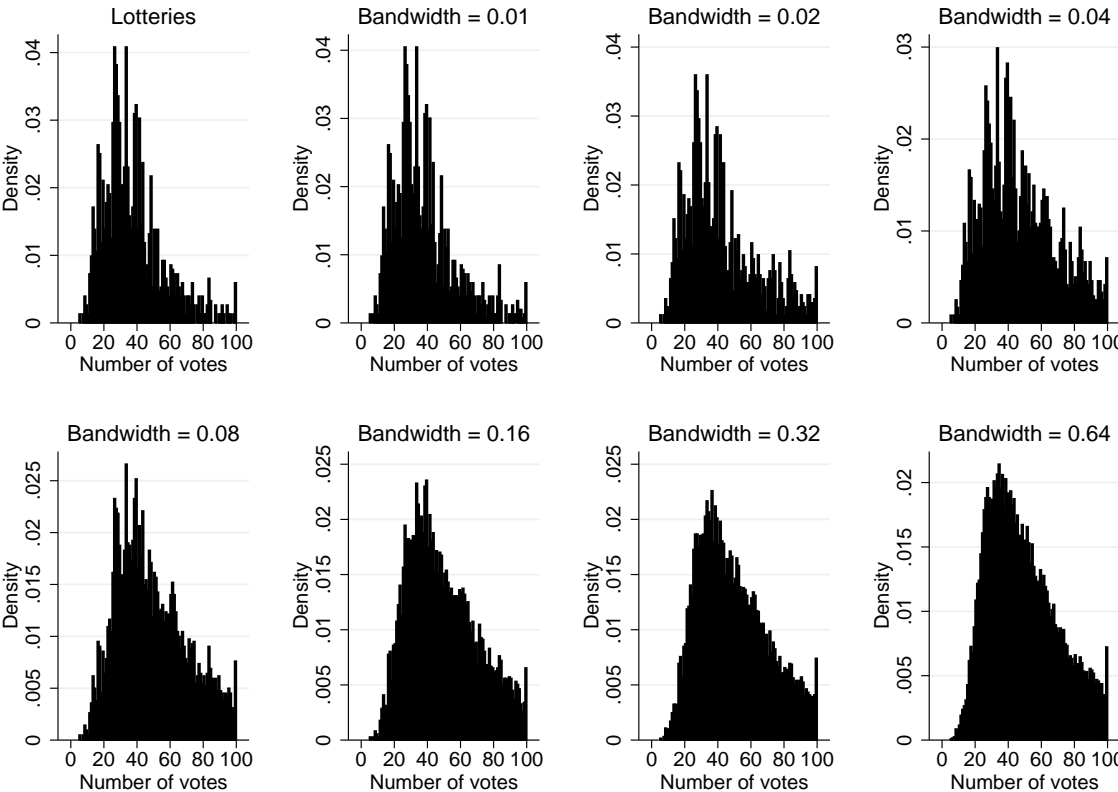 Lotteries
Density
.04
.03
.02
.01
0
0 20 40 60 80 100
Number of votes
Bandwidth = 0.01
Density
.04
.03
.02
.01
0
0 20 40 60 80 100
Number of votes
Bandwidth = 0.02
Density
.04
.03
.02
.01
0
0 20 40 60 80 100
Number of votes
Bandwidth = 0.04
Density
.03
.02
.01
0
0 20 40 60 80 100
Number of votes
Bandwidth = 0.08
Density
.025
.02
.015
.01
.005
0
0 20 40 60 80 100
Number of votes
Bandwidth = 0.16
Density
.025
.02
.015
.01
.005
0
0 20 40 60 80 100
Number of votes
Bandwidth = 0.32
Density
.025
.02
.015
.01
.005
0
0 20 40 60 80 100
Number of votes
Bandwidth = 0.64
Density
.02
.015
.01
.005
0
0 20 40 60 80 100
Number of votes